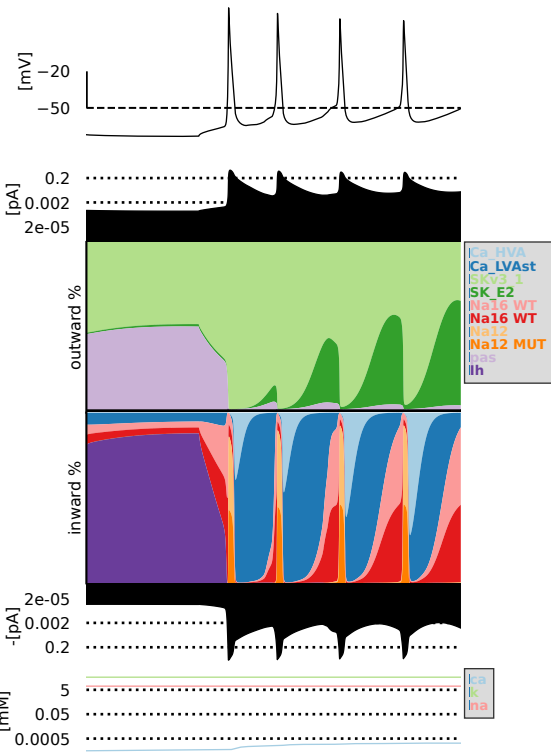 [mV]
−20
−50
[pA]
0.2
0.002
2e-05
outward %
Ca_HVA
Ca_LVAst
SKv3_1
SK_E2
Na16 WT
Na16 WT
Na12
Na12 MUT
pas
Ih
inward %
-[pA]
2e-05
0.002
0.2
[mM]
5
0.05
0.0005
ca
k
na